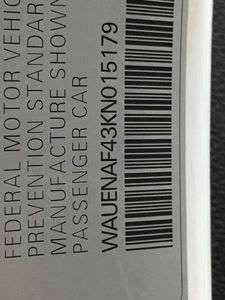 FEDERAL MOTOR VEHIC
PREVENTION STANDAR
MANUFACTURE SHOWN
PASSENGER CAR
WAUENAF43KN015179